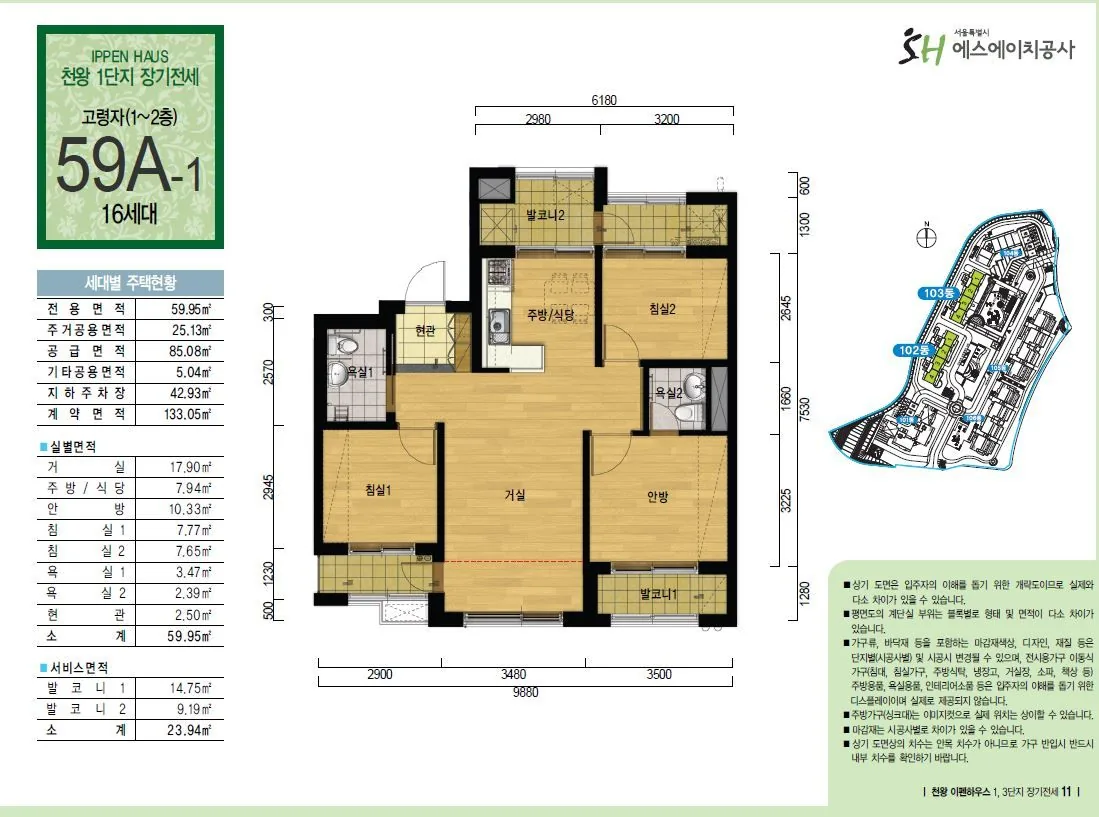 IPPEN HAUS
천왕 1단지 장기전세
고령자(1~2층)
59A-1
16세대
서울특별시
SH 에스에이치공사
세대별 주택현황
전용면적 59.95㎡
주거공용면적 25.13㎡
공급면적 85.08㎡
기타공용면적 5.04㎡
지하주차장 42.93㎡
계약면적 133.05㎡
■실별면적
거실 17.90㎡
주방/식당 7.94㎡
안방 10.33㎡
침실1 7.77㎡
침실2 7.65㎡
욕실1 3.47㎡
욕실2 2.39㎡
현관 2.50㎡
소계 59.95㎡
■서비스면적
발코니1 14.75㎡
발코니2 9.19㎡
소계 23.94㎡
6180
2980 3200
600
1300
2645
1660
7530
3225
1280
300
2570
2945
1230
500
2900 3480 3500
9880
발코니2
현관
주방/식당
침실2
욕실1
욕실2
침실1
거실
안방
발코니1
N
103동
102동
101동
■ 상기 도면은 입주자의 이해를 돕기 위한 개략도이므로 실제와
다소 차이가 있을 수 있습니다.
■ 평면도의 계단실 부위는 블록별로 형태 및 면적이 다소 차이가
있습니다.
■ 가구류, 바닥재 등을 포함하는 마감재색상, 디자인, 재질 등은
단지별(시공사별) 및 시공시 변경될 수 있으며, 전시용가구 이동식
가구(침대, 침실가구, 주방식탁, 냉장고, 거실장, 소파, 책상 등)
주방용품, 욕실용품, 인테리어소품 등은 입주자의 이해를 돕기 위한
디스플레이이며 실제로 제공되지 않습니다.
■ 주방가구(싱크대)는 이미지컷으로 실제 위치는 상이할 수 있습니다.
■ 마감재는 시공사별로 차이가 있을 수 있습니다.
■ 상기 도면상의 치수는 안목 치수가 아니므로 가구 반입시 반드시
내부 치수를 확인하기 바랍니다.
| 천왕 이펜하우스 1, 3단지 장기전세 11 |